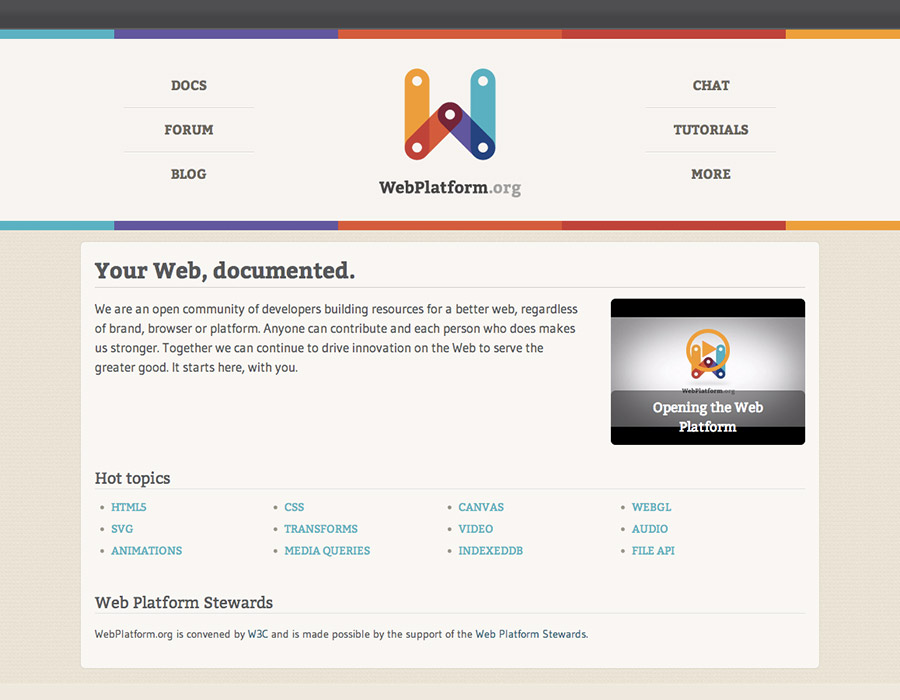 DOCS
FORUM
BLOG
WebPlatform.org
CHAT
TUTORIALS
MORE
Your Web, documented.
We are an open community of developers building resources for a better web, regardless
of brand, browser or platform. Anyone can contribute and each person who does makes
us stronger. Together we can continue to drive innovation on the Web to serve the
greater good. It starts here, with you.
WebPlatform.org
Opening the Web
Platform
Hot topics
HTML5
CSS
CANVAS
WEBGL
SVG
TRANSFORMS
VIDEO
AUDIO
ANIMATIONS
MEDIA QUERIES
INDEXEDDB
FILE API
Web Platform Stewards
WebPlatform.org is convened by W3C and is made possible by the support of the Web Platform Stewards.